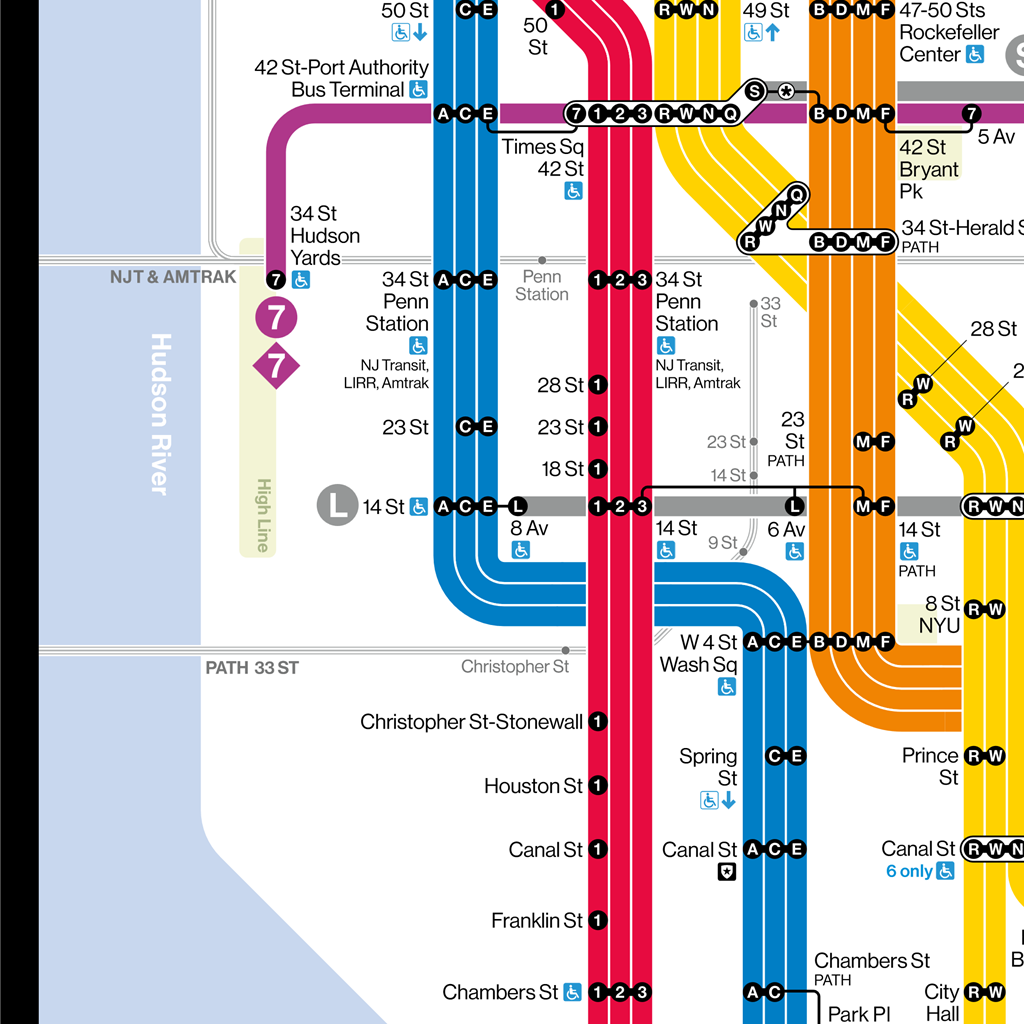 50 St
C E
1
50
St
R W N
49 St
B D M F
47-50 Sts
Rockefeller
Center
S
42 St-Port Authority
Bus Terminal
A C E
7 1 2 3 R W N Q S *
B D M F
7
5 Av
Times Sq
42 St
42 St
Bryant
Pk
34 St
Hudson
Yards
R W N Q
B D M F
34 St-Herald S
PATH
NJT & AMTRAK
7
7
7
34 St
Penn
Station
NJ Transit,
LIRR, Amtrak
A C E
Penn
Station
1 2 3
34 St
Penn
Station
NJ Transit,
LIRR, Amtrak
33
St
28 St
R W
2
R W
Hudson River
High Line
28 St 1
23 St
C E
23 St 1
23 St
23
St
PATH
M F
18 St 1
14 St
L
14 St
A C E L
8 Av
1 2 3
14 St
9 St
L
6 Av
M F
14 St
PATH
R W N
8 St
NYU
R W
W 4 St
Wash Sq
A C E B D M F
PATH 33 ST
Christopher St
Christopher St-Stonewall 1
Spring
St
C E
Prince
St
R W
Houston St 1
Canal St 1
Canal St
A C E
Canal St
6 only
R W N
Franklin St 1
B
Chambers St
1 2 3
A C
Chambers St
PATH
Park Pl
City
Hall
R W